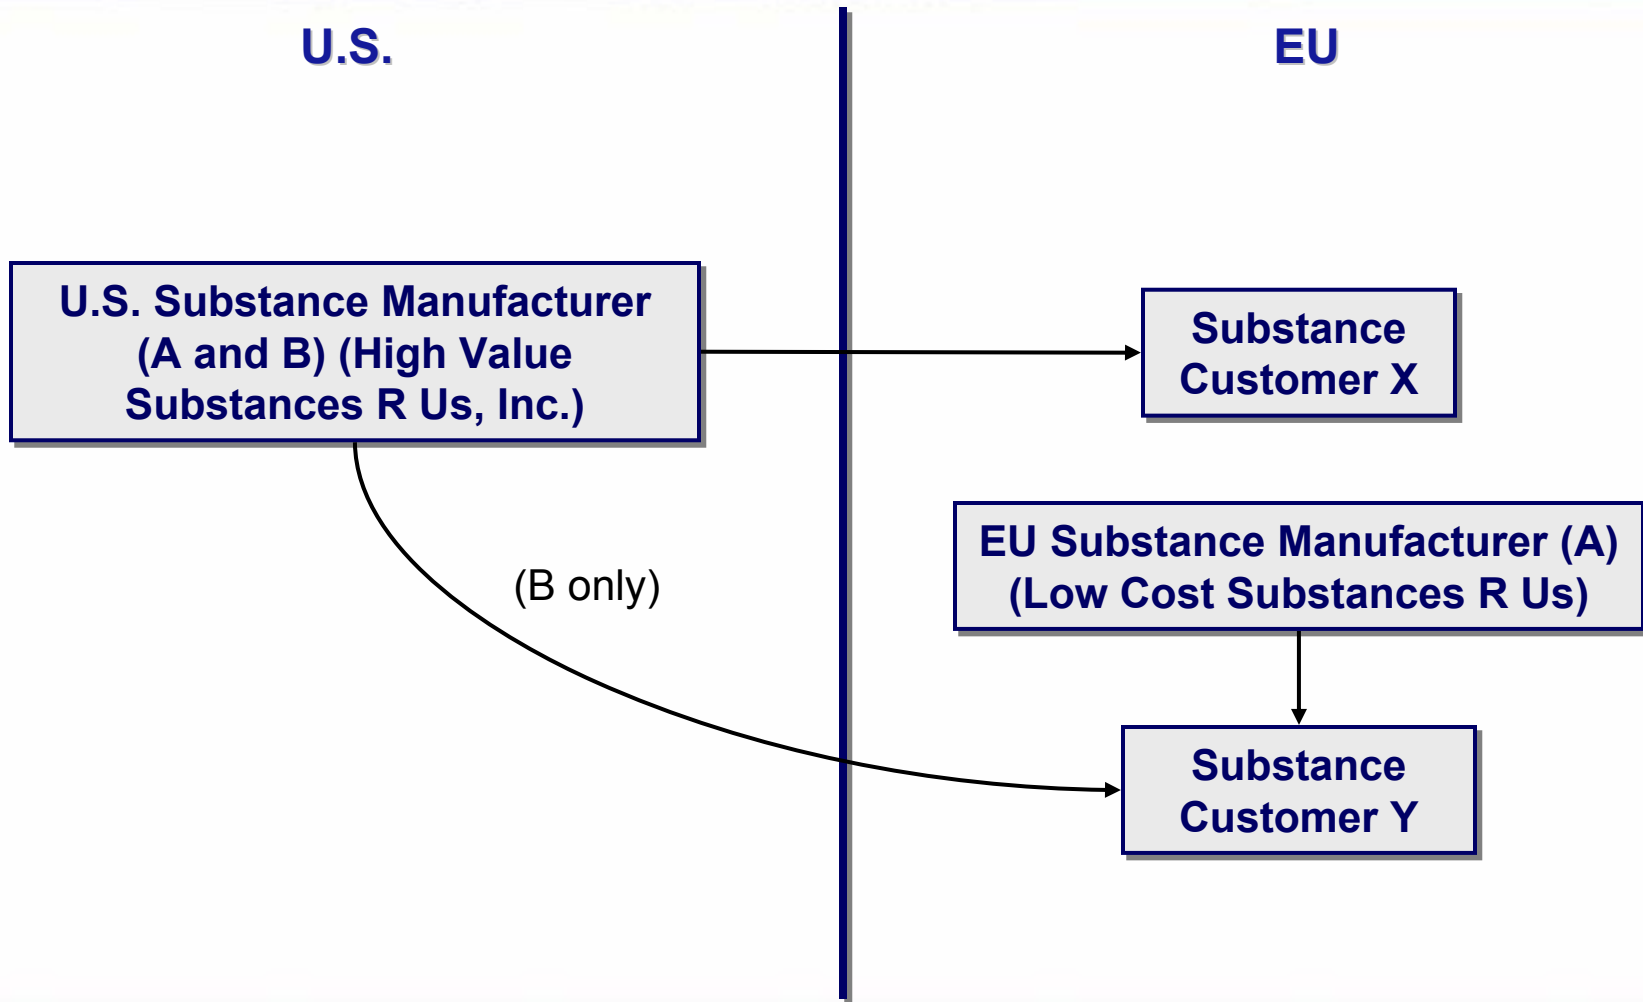 U.S.
EU
U.S. Substance Manufacturer
(A and B) (High Value
Substances R Us, Inc.)
Substance
Customer X
EU Substance Manufacturer (A)
(Low Cost Substances R Us)
(B only)
Substance
Customer Y